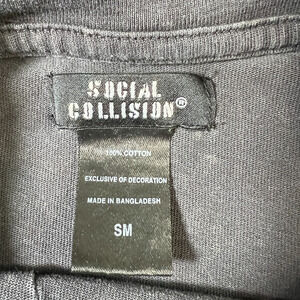 SOCIAL
COLLISION®
100% COTTON
EXCLUSIVE OF DECORATION
MADE IN BANGLADESH
SM